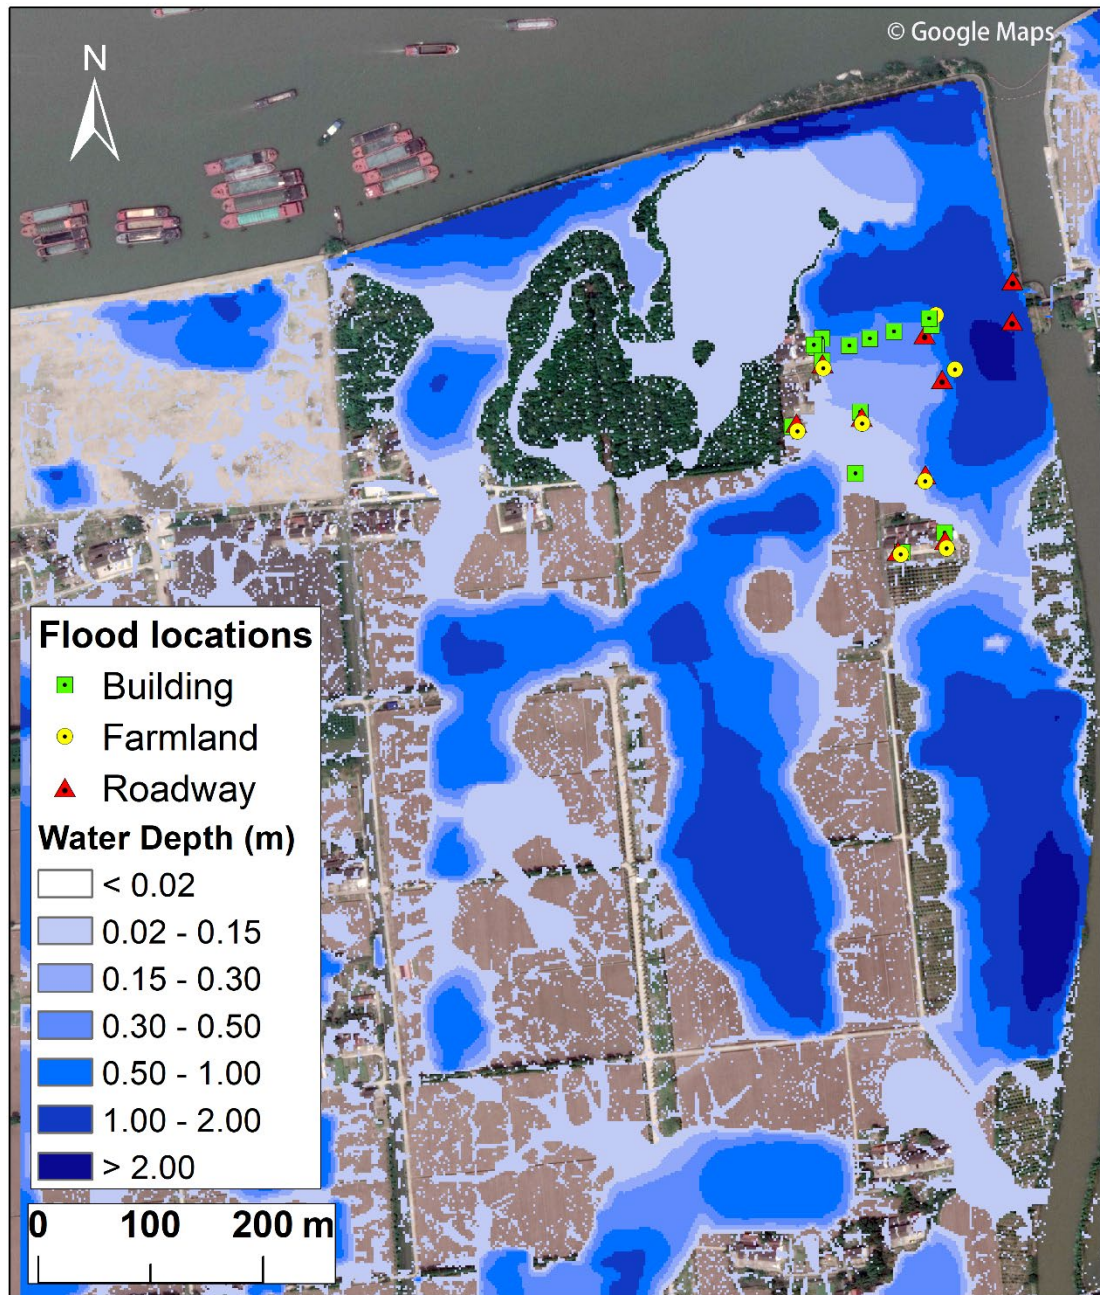 © Google Maps
N
Flood locations
Building
Farmland
Roadway
Water Depth (m)
< 0.02
0.02 - 0.15
0.15 - 0.30
0.30 - 0.50
0.50 - 1.00
1.00 - 2.00
> 2.00
0 100 200 m